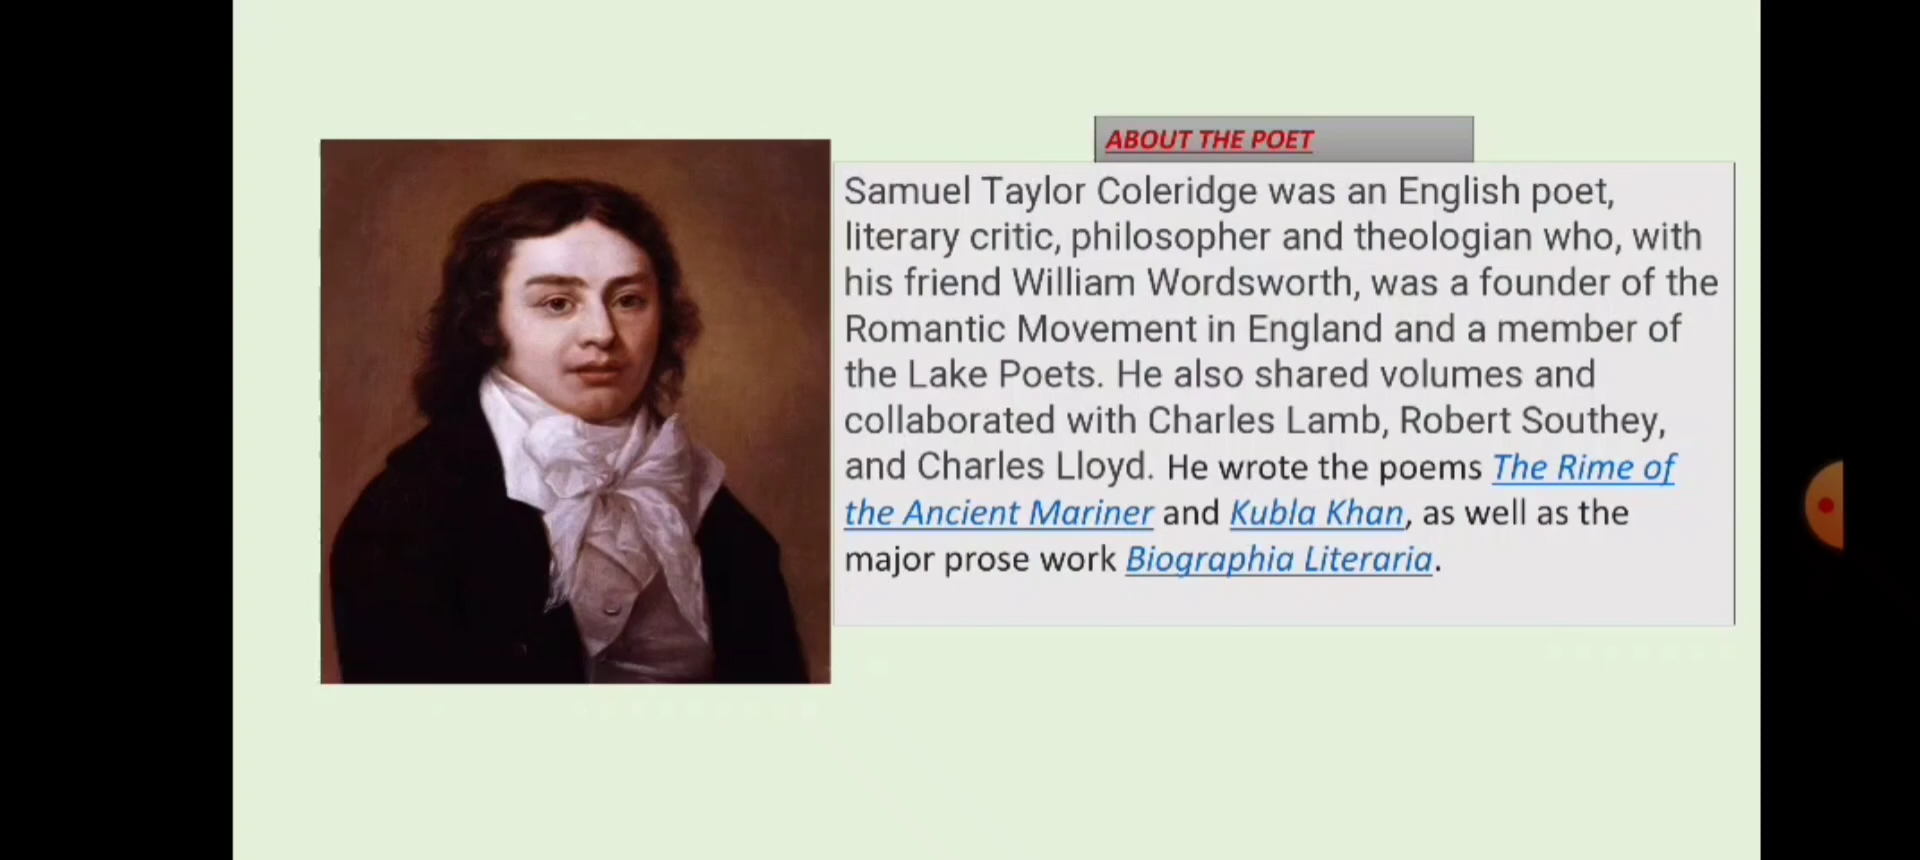 ABOUT THE POET
Samuel Taylor Coleridge was an English poet,
literary critic, philosopher and theologian who, with
his friend William Wordsworth, was a founder of the
Romantic Movement in England and a member of
the Lake Poets. He also shared volumes and
collaborated with Charles Lamb, Robert Southey,
and Charles Lloyd. He wrote the poems The Rime of
the Ancient Mariner and Kubla Khan, as well as the
major prose work Biographia Literaria.